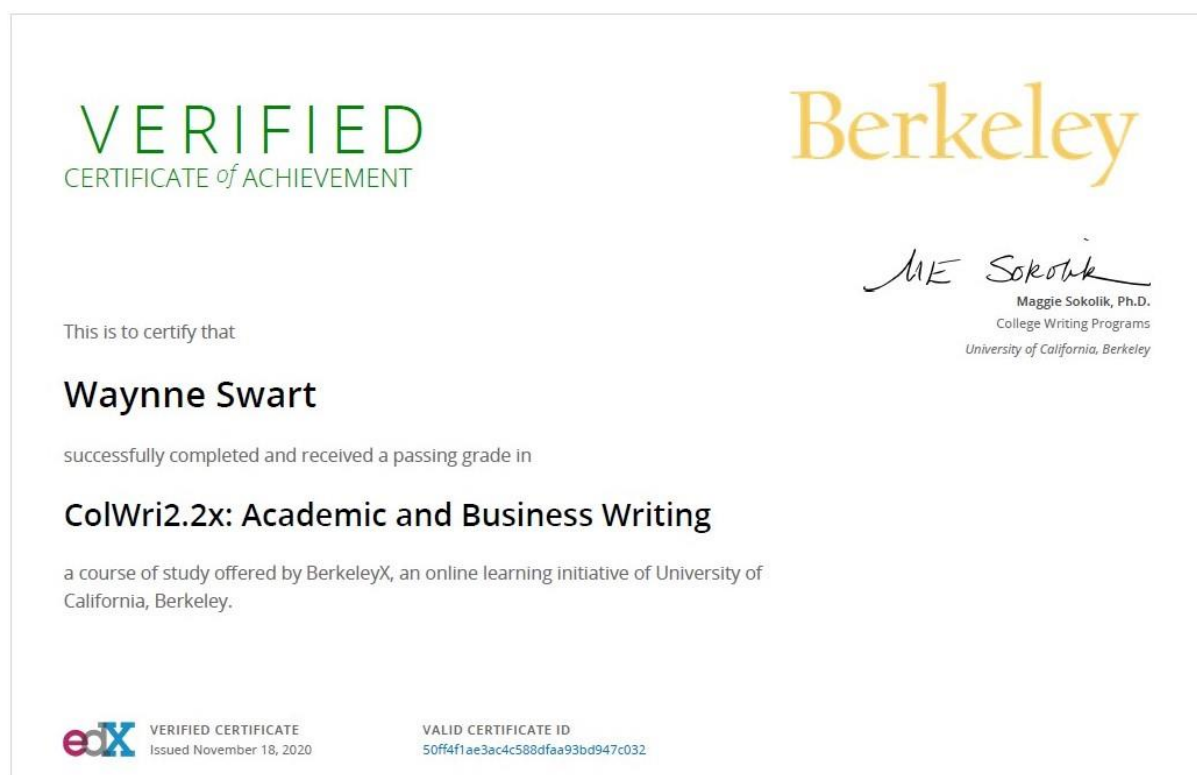 VERIFIED
CERTIFICATE of ACHIEVEMENT
Berkeley
ME Sokolik
Maggie Sokolik, Ph.D.
College Writing Programs
University of California, Berkeley
This is to certify that
Waynne Swart
successfully completed and received a passing grade in
ColWri2.2x: Academic and Business Writing
a course of study offered by BerkeleyX, an online learning initiative of University of
California, Berkeley.
edX
VERIFIED CERTIFICATE
Issued November 18, 2020
VALID CERTIFICATE ID
50ff4f1ae3ac4c588dfaa93bd947c032